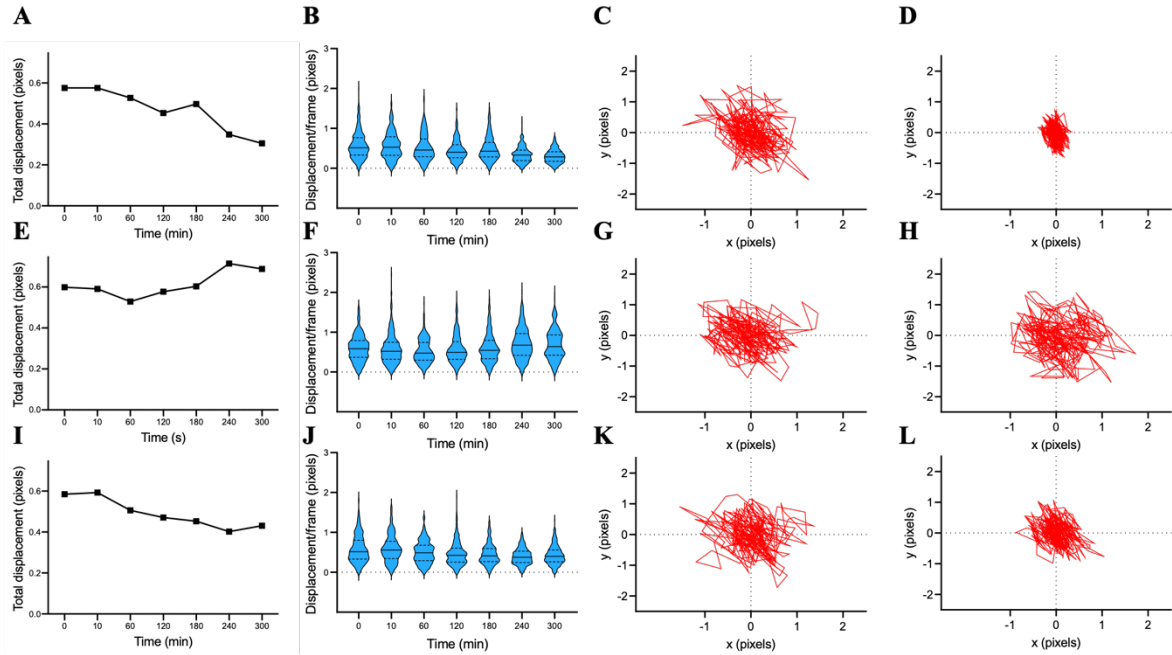 A
Total displacement (pixels)
0.6
0.4
0.2
0.0
0 10 60 120 180 240 300
Time (min)
B
Displacement/frame (pixels)
3
2
1
0
0 10 60 120 180 240 300
Time (min)
C
y (pixels)
2
1
0
-1
-2
-1 0 1 2
x (pixels)
D
y (pixels)
2
1
0
-1
-2
-1 0 1 2
x (pixels)
E
Total displacement (pixels)
0.6
0.4
0.2
0.0
0 10 60 120 180 240 300
Time (s)
F
Displacement/frame (pixels)
3
2
1
0
0 10 60 120 180 240 300
Time (min)
G
y (pixels)
2
1
0
-1
-2
-1 0 1 2
x (pixels)
H
y (pixels)
2
1
0
-1
-2
-1 0 1 2
x (pixels)
I
Total displacement (pixels)
0.6
0.4
0.2
0.0
0 10 60 120 180 240 300
Time (min)
J
Displacement/frame (pixels)
3
2
1
0
0 10 60 120 180 240 300
Time (min)
K
y (pixels)
2
1
0
-1
-2
-1 0 1 2
x (pixels)
L
y (pixels)
2
1
0
-1
-2
-1 0 1 2
x (pixels)